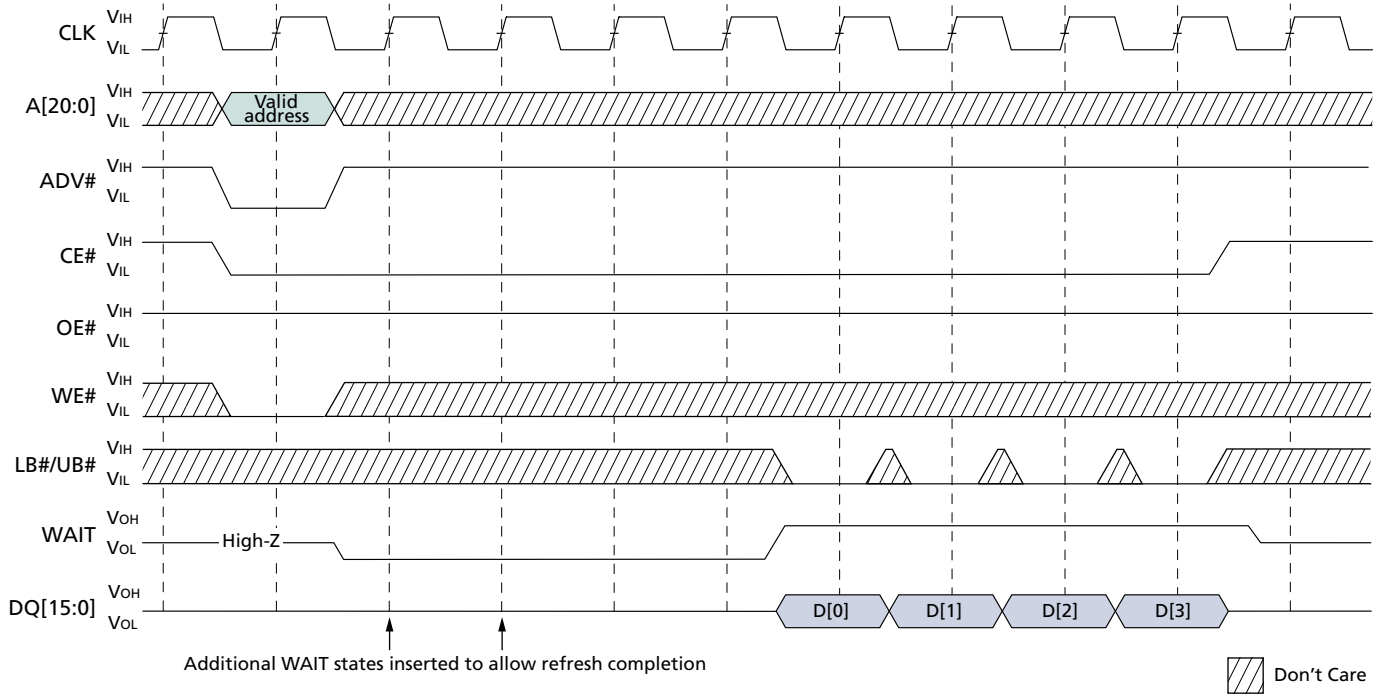 CLK
VIH
VIL
A[20:0]
VIH
VIL
Valid
address
ADV#
VIH
VIL
CE#
VIH
VIL
OE#
VIH
VIL
WE#
VIH
VIL
LB#/UB#
VIH
VIL
WAIT
VOH
VOL
High-Z
DQ[15:0]
VOH
VOL
D[0] D[1] D[2] D[3]
Additional WAIT states inserted to allow refresh completion
Don't Care